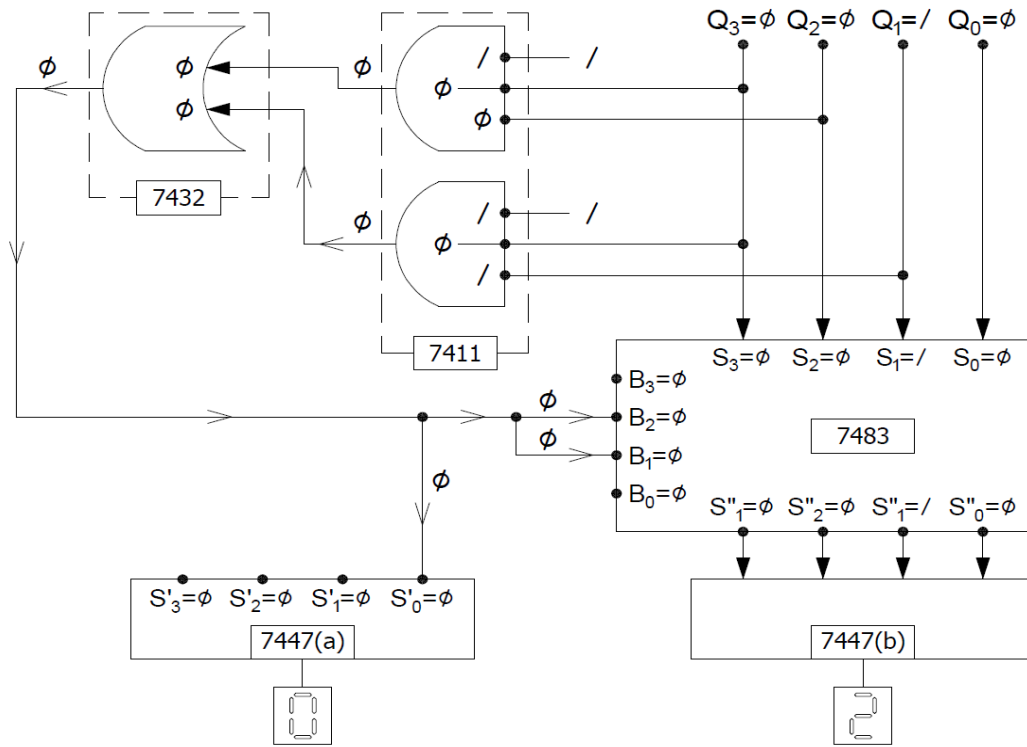 Q₃=ϕ Q₂=ϕ Q₁=/ Q₀=ϕ
ϕ ϕ ϕ / /
ϕ
ϕ ϕ
7432
ϕ / /
ϕ
/
7411
S₃=ϕ S₂=ϕ S₁=/ S₀=ϕ
B₃=ϕ
ϕ B₂=ϕ
7483
ϕ B₁=ϕ
B₀=ϕ
ϕ
S"₁=ϕ S"₂=ϕ S"₁=/ S"₀=ϕ
S'₃=ϕ S'₂=ϕ S'₁=ϕ S'₀=ϕ
7447(a) 7447(b)
0 2